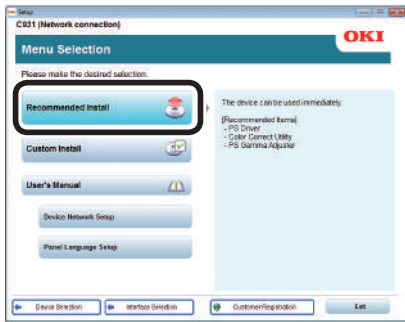 Setup
C931 (Network connection)
OKI
Menu Selection
Please make the desired selection.
Recommended Install
The device can be used immediately.
[Recommended Items]
- PS Driver
- Color Correct Utility
- PS Gamma Adjuster
Custom Install
User's Manual
Device Network Setup
Panel Language Setup
Device Selection
Interface Selection
Customer Registration
Exit